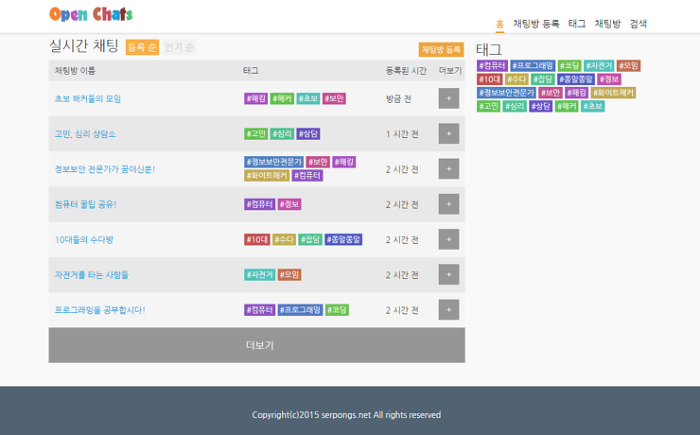 Open Chats
홈 채팅방 등록 태그 채팅방 검색
실시간 채팅 등록 순 인기 순 채팅방 등록
채팅방 이름 태그 등록된 시간 더보기
초보 해커들의 모임 #해킹 #해커 #초보 #보안 방금 전 +
고민, 심리 상담소 #고민 #심리 #상담 1 시간 전 +
정보보안 전문가가 꿈이신분! #정보보안전문가 #보안 #해킹 2 시간 전 +
#화이트해커 #컴퓨터
컴퓨터 꿀팁 공유! #컴퓨터 #정보 2 시간 전 +
10대들의 수다방 #10대 #수다 #잡담 #쫑알쫑알 2 시간 전 +
자전거를 타는 사람들 #자전거 #모임 2 시간 전 +
프로그래밍을 공부합시다! #컴퓨터 #프로그래밍 #코딩 2 시간 전 +
더보기
태그
#컴퓨터 #프로그래밍 #코딩 #자전거 #모임
#10대 #수다 #잡담 #쫑알쫑알 #정보
#정보보안전문가 #보안 #해킹 #화이트해커
#고민 #심리 #상담 #해커 #초보
Copyright(c)2015 serpongs.net All rights reserved